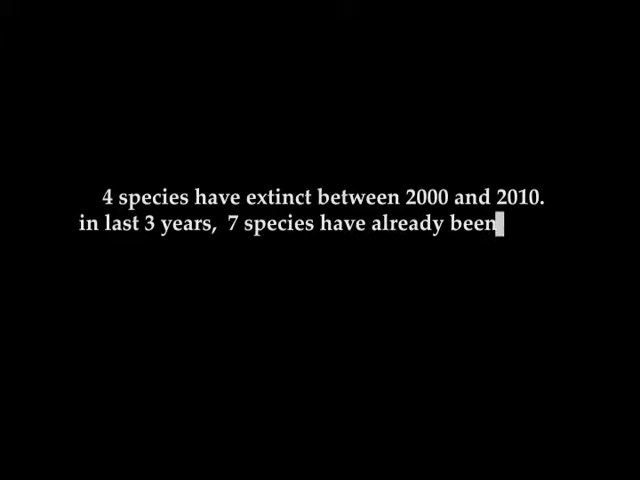 4 species have extinct between 2000 and 2010.
in last 3 years, 7 species have already been